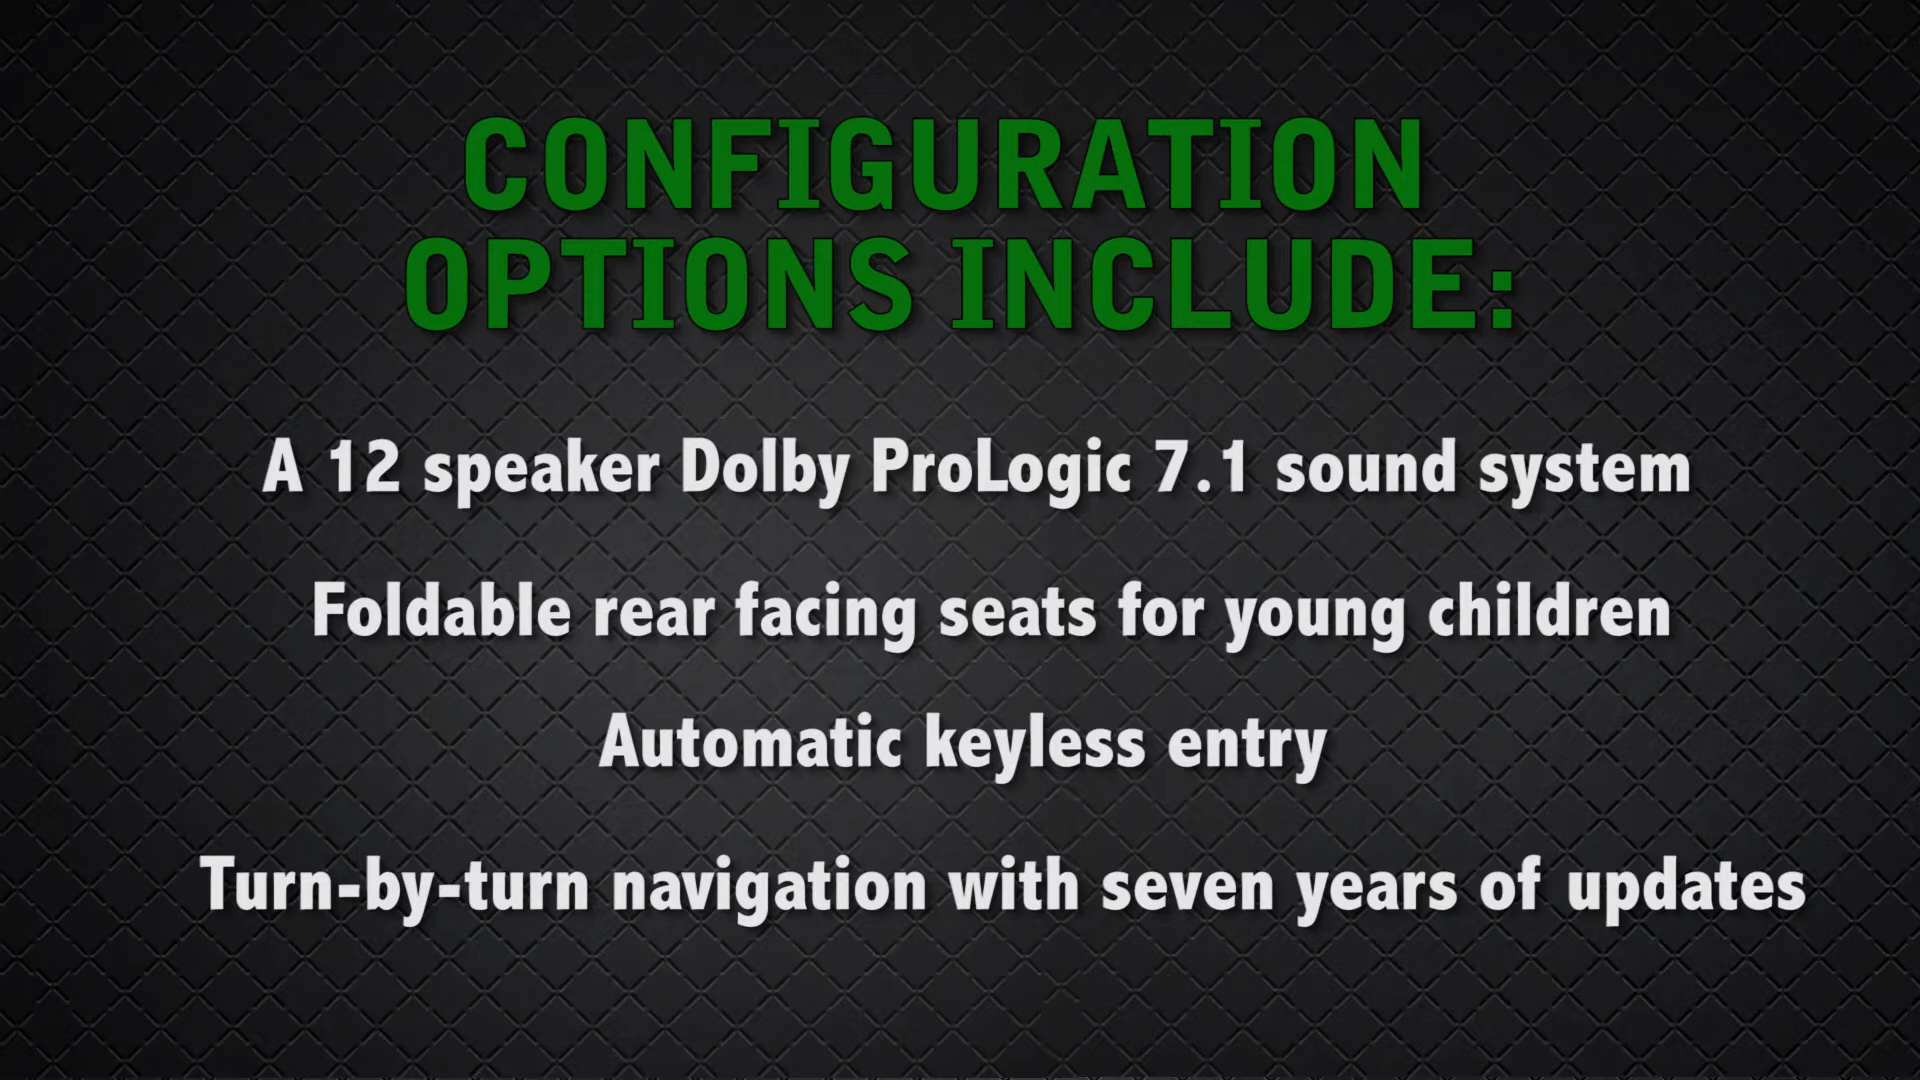 CONFIGURATION
OPTIONS INCLUDE:
A 12 speaker Dolby ProLogic 7.1 sound system
Foldable rear facing seats for young children
Automatic keyless entry
Turn-by-turn navigation with seven years of updates